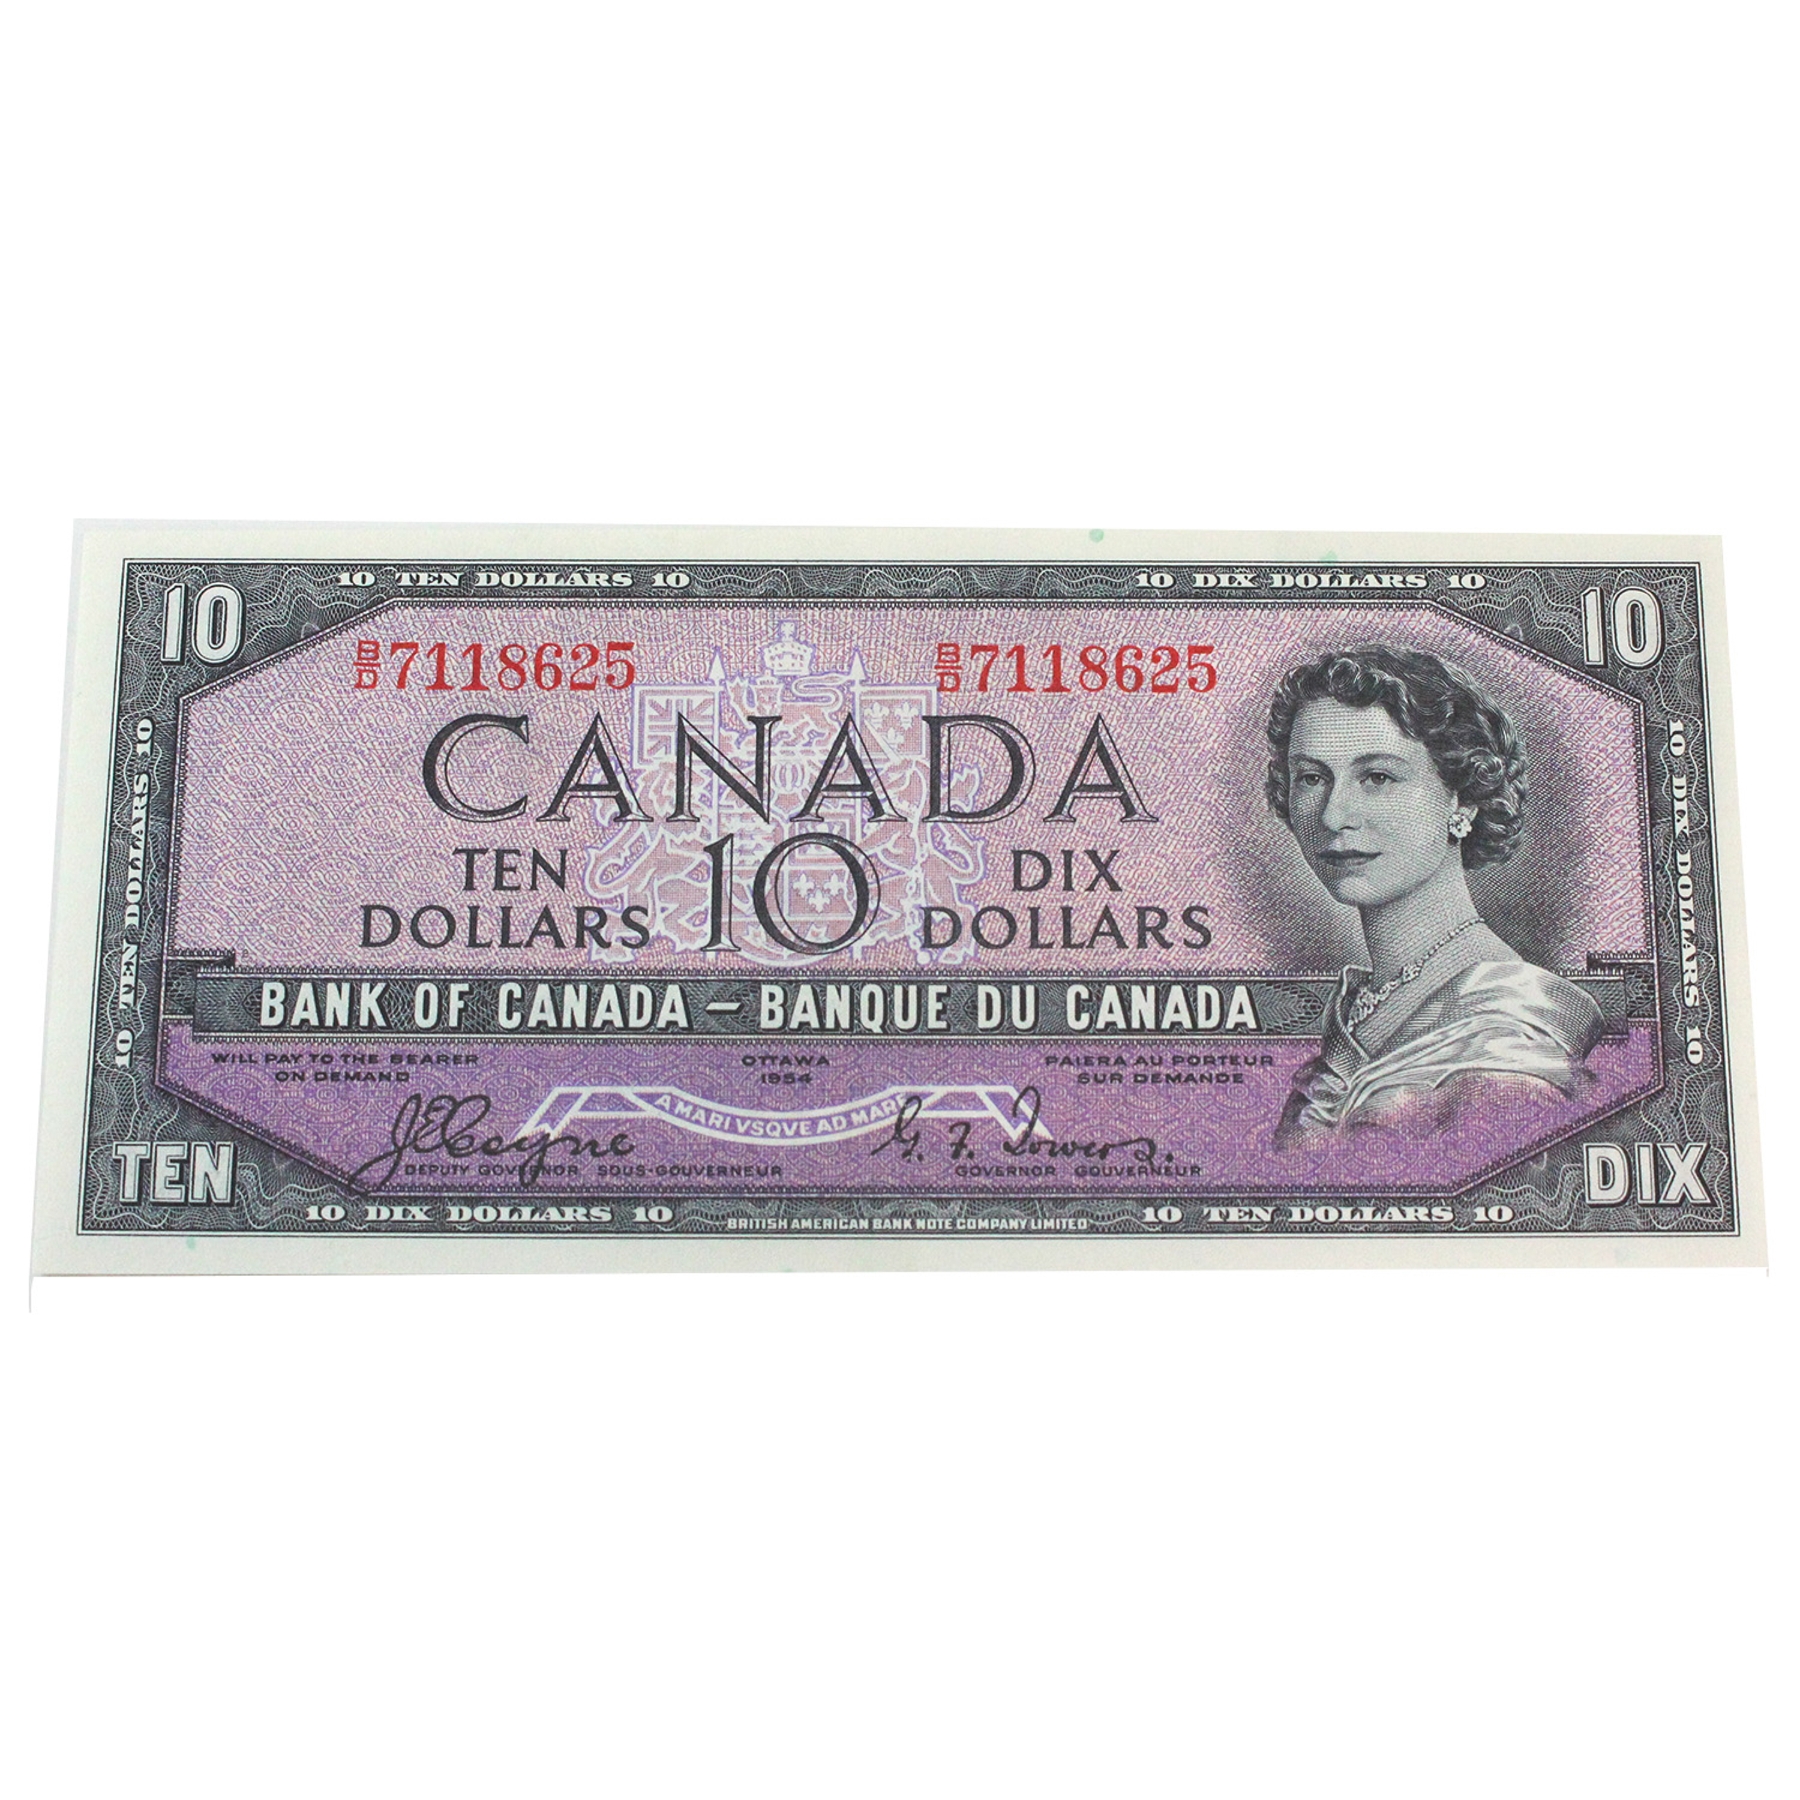 10 TEN DOLLARS 10
10 DIX DOLLARS 10
10
10
B/D 7118625
B/D 7118625
CANADA
TEN
DOLLARS
10
DIX
DOLLARS
10 TEN DOLLARS 10
10 DIX DOLLARS 10
BANK OF CANADA – BANQUE DU CANADA
WILL PAY TO THE BEARER
ON DEMAND
OTTAWA
1954
PAIERA AU PORTEUR
SUR DEMANDE
A MARI VSQVE AD MARE
J.E. Coyne
G. F. Towers.
DEPUTY GOVERNOR SOUS-GOUVERNEUR
GOVERNOR GOUVERNEUR
TEN
DIX
10 DIX DOLLARS 10
BRITISH AMERICAN BANK NOTE COMPANY LIMITED
10 TEN DOLLARS 10